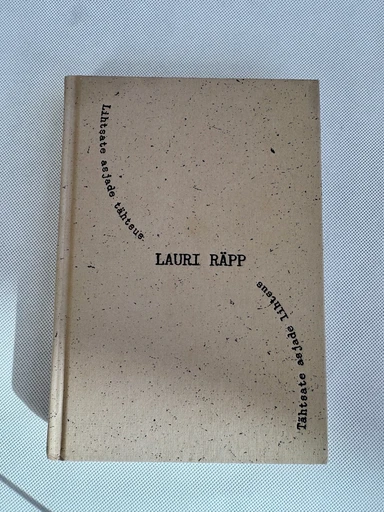 Lihtsate asjade tähtsus
LAURI RÄPP
Tähtsate asjade lihtsus